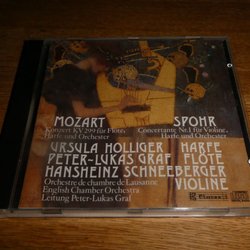 MOZART
Konzert KV 299 für Flöte,
Harfe und Orchester
SPOHR
Concertante Nr.1 für Violine,
Harfe und Orchester
URSULA HOLLIGER HARFE
PETER-LUKAS GRAF FLÖTE
HANSHEINZ SCHNEEBERGER
VIOLINE
Orchestre de chambre de Lausanne
English Chamber Orchestra
Leitung Peter-Lukas Graf
Claves